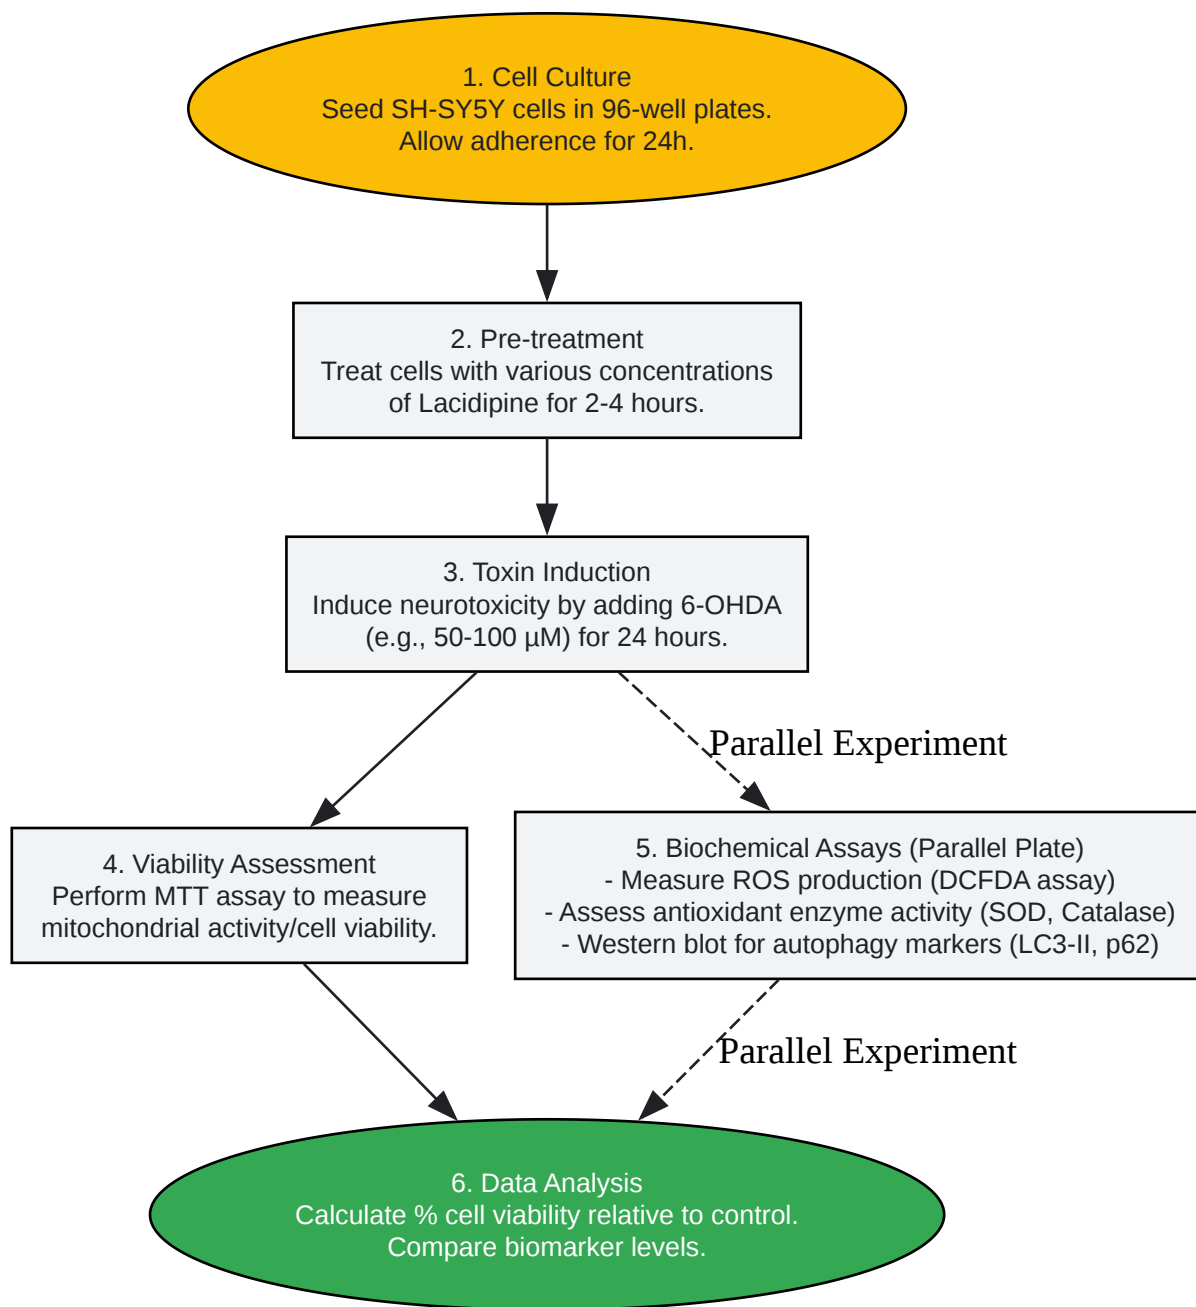 1. Cell Culture
Seed SH-SY5Y cells in 96-well plates.
Allow adherence for 24h.
2. Pre-treatment
Treat cells with various concentrations
of Lacidipine for 2-4 hours.
3. Toxin Induction
Induce neurotoxicity by adding 6-OHDA
(e.g., 50-100 µM) for 24 hours.
Parallel Experiment
4. Viability Assessment
Perform MTT assay to measure
mitochondrial activity/cell viability.
5. Biochemical Assays (Parallel Plate)
- Measure ROS production (DCFDA assay)
- Assess antioxidant enzyme activity (SOD, Catalase)
- Western blot for autophagy markers (LC3-II, p62)
Parallel Experiment
6. Data Analysis
Calculate % cell viability relative to control.
Compare biomarker levels.